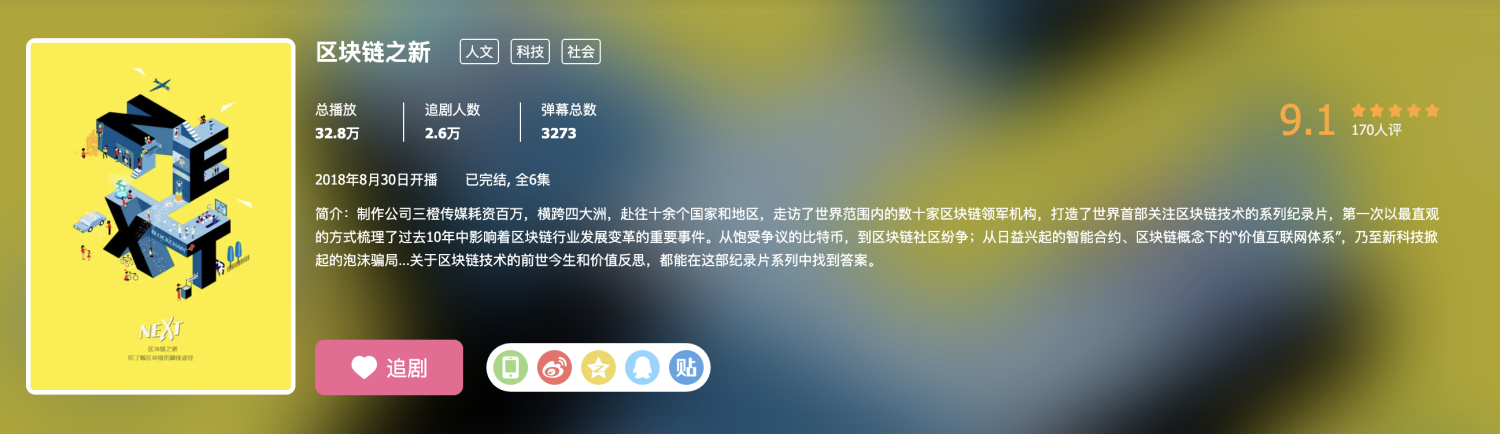 区块链之新 人文 科技 社会
总播放 追剧人数 弹幕总数
32.8万 2.6万 3273
9.1
170人评
2018年8月30日开播 已完结, 全6集
简介：制作公司三橙传媒耗资百万，横跨四大洲，赴往十余个国家和地区，走访了世界范围内的数十家区块链领军机构，打造了世界首部关注区块链技术的系列纪录片，第一次以最直观
的方式梳理了过去10年中影响着区块链行业发展变革的重要事件。从饱受争议的比特币，到区块链社区纷争；从日益兴起的智能合约、区块链概念下的“价值互联网体系”，乃至新科技掀
起的泡沫骗局...关于区块链技术的前世今生和价值反思，都能在这部纪录片系列中找到答案。
NEXT
BLOCKCHAIN
NEXT
区块链之新
你了解区块链的最佳途径
追剧
贴